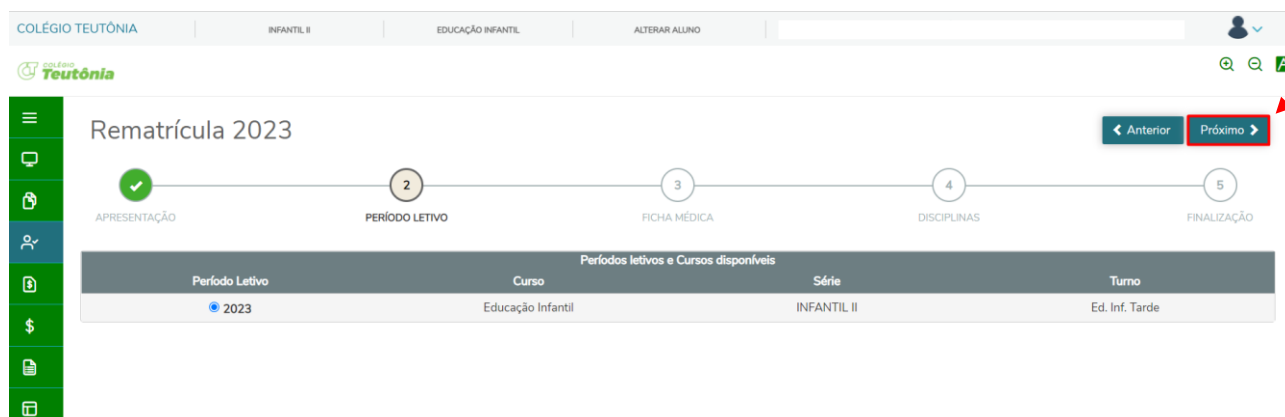 COLÉGIO TEUTÔNIA INFANTIL II EDUCAÇÃO INFANTIL ALTERAR ALUNO
COLÉGIO
Teutônia
A
Rematrícula 2023
Anterior Próximo
2 3 4 5
APRESENTAÇÃO PERÍODO LETIVO FICHA MÉDICA DISCIPLINAS FINALIZAÇÃO
Períodos letivos e Cursos disponíveis
Período Letivo Curso Série Turno
2023 Educação Infantil INFANTIL II Ed. Inf. Tarde